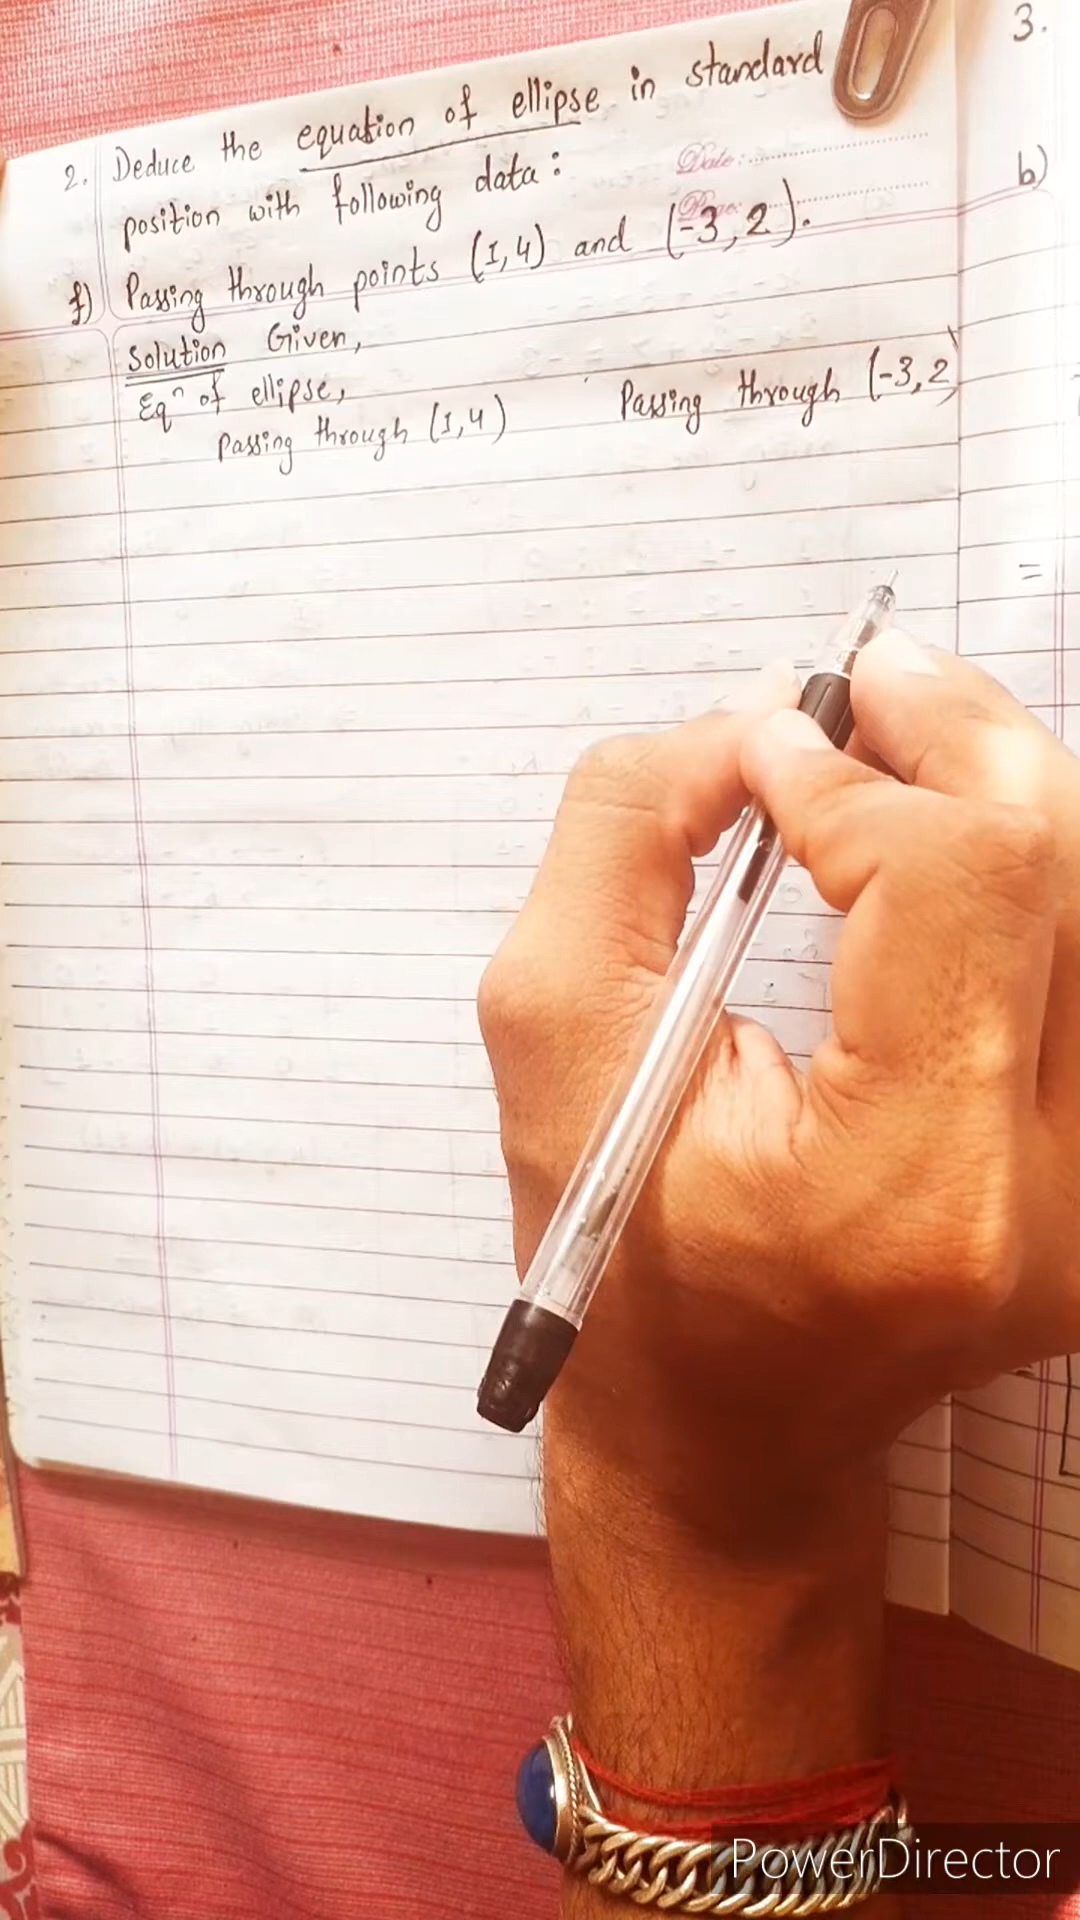 3.
2. Deduce the equation of ellipse in standard
position with following data:
Date:
Page:
b)
f) Passing through points (1,4) and (-3,2).
Solution Given,
Eqⁿ of ellipse,
Passing through (1,4) Passing through (-3,2)
=
PowerDirector